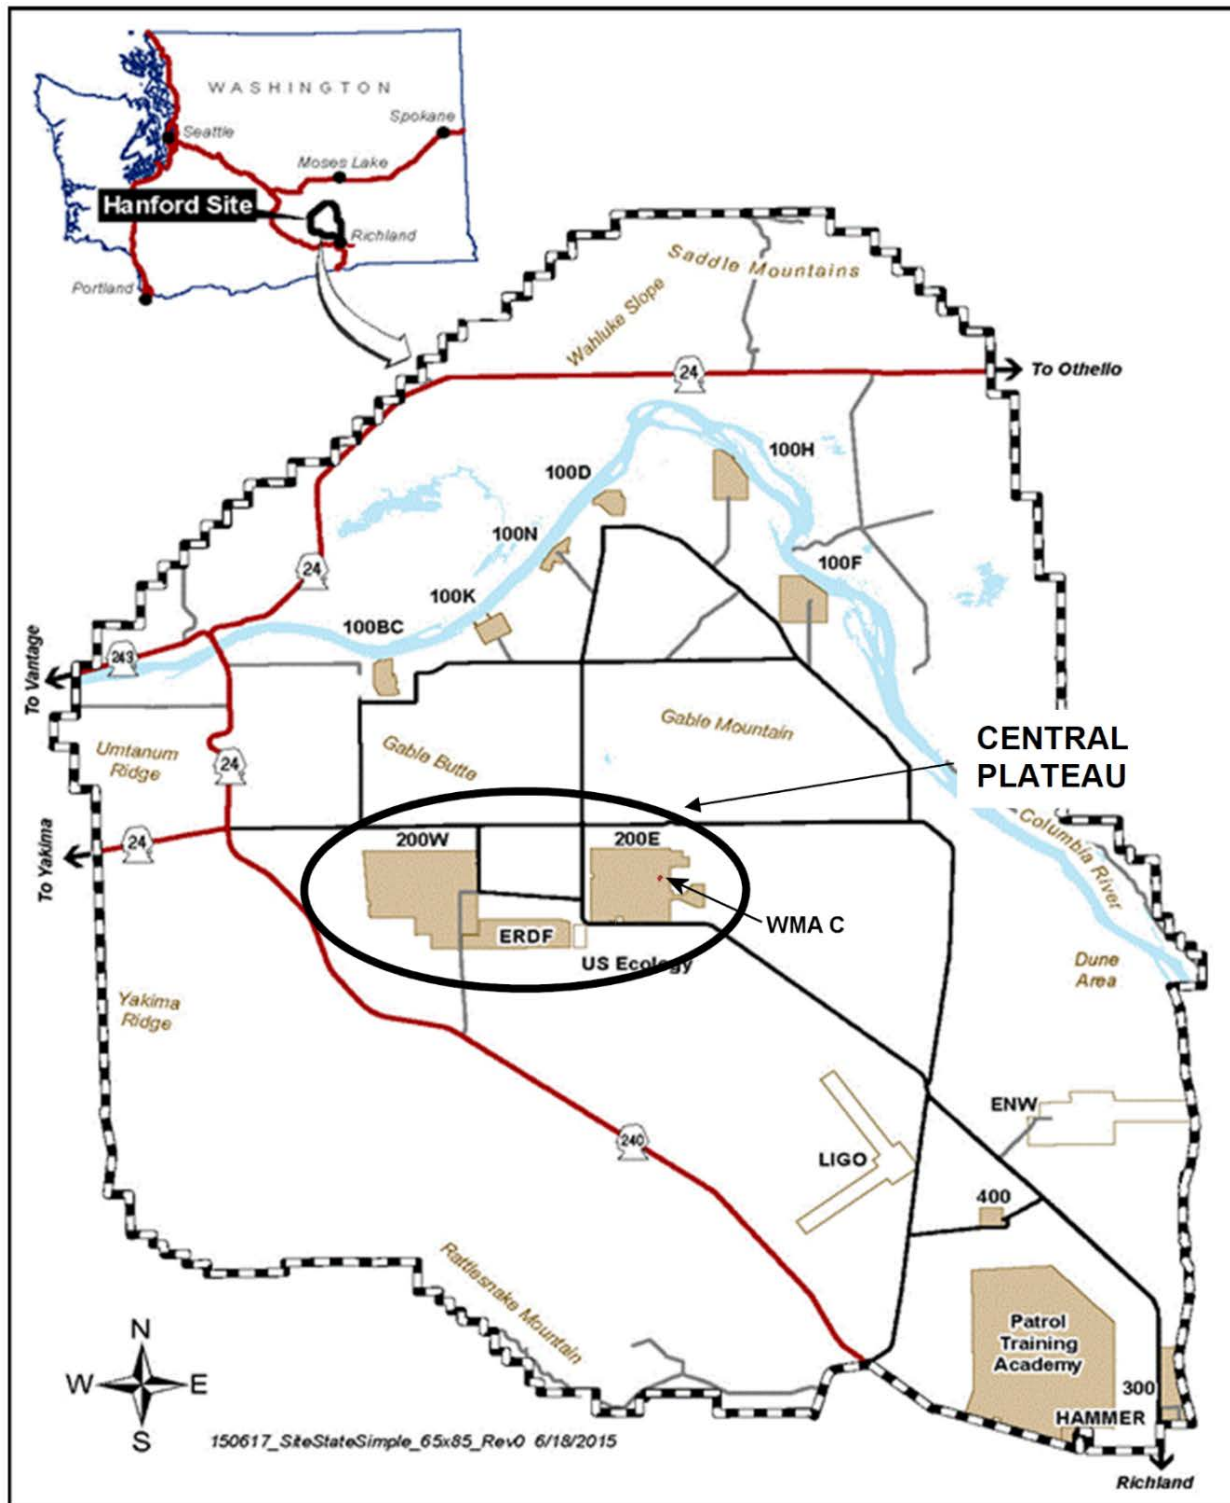 WASHINGTON
Spokane
Seattle
Moses Lake
Hanford Site
Richland
Portland
Saddle Mountains
Wahluke Slope
24
To Othello
100H
100D
100N
24
100F
100K
100BC
243
To Vantage
Gable Mountain
CENTRAL
PLATEAU
Umtanum
Ridge
24
Gable Butte
Columbia River
24
To Yakima
200W
200E
WMA C
ERDF
US Ecology
Dune
Area
Yakima
Ridge
ENW
240
LIGO
400
Rattlesnake Mountain
Patrol
Training
Academy
N
W
E
S
300
HAMMER
150617_SiteStateSimple_65x85_Rev0 6/18/2015
Richland